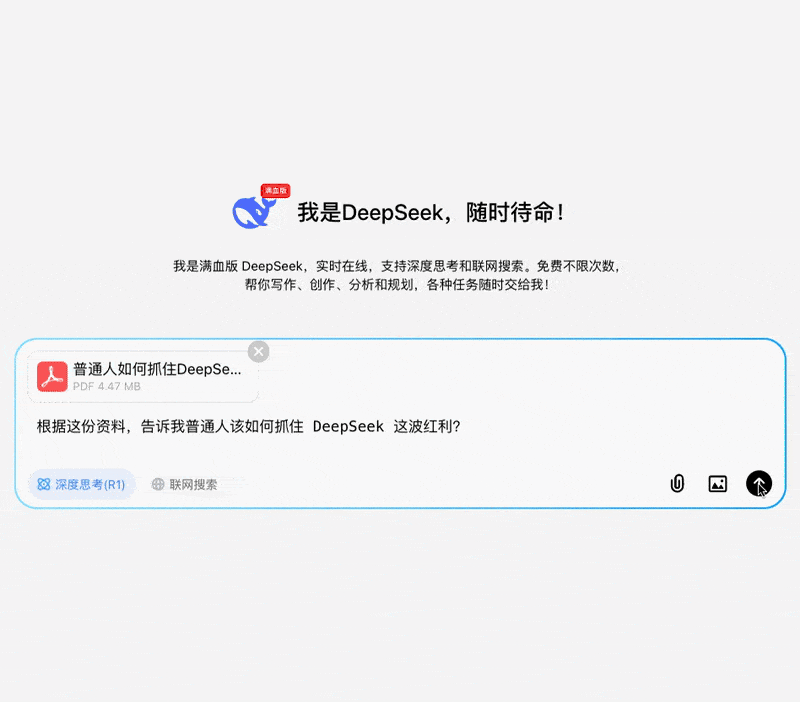 满血版
我是DeepSeek，随时待命！
我是满血版 DeepSeek，实时在线，支持深度思考和联网搜索。免费不限次数，
帮你写作、创作、分析和规划，各种任务随时交给我！
普通人如何抓住DeepSe...
PDF 4.47 MB
根据这份资料，告诉我普通人该如何抓住 DeepSeek 这波红利？
深度思考(R1)
联网搜索